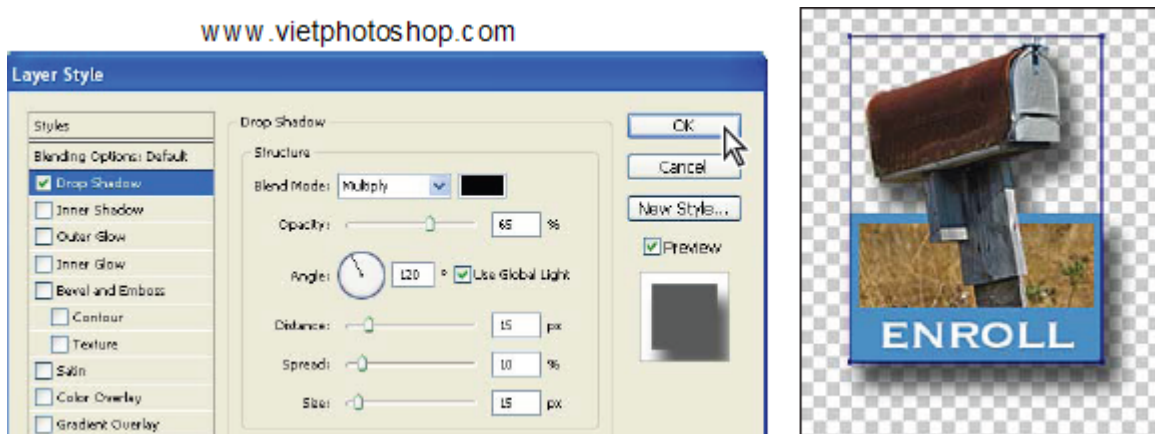 www.vietphotoshop.com
Layer Style
Styles
Blending Options: Default
Drop Shadow
Inner Shadow
Outer Glow
Inner Glow
Bevel and Emboss
Contour
Texture
Satin
Color Overlay
Gradient Overlay
Drop Shadow
Structure
Blend Mode: Multiply
Opacity: 65 %
Angle: 120 ° Use Global Light
Distance: 15 px
Spread: 10 %
Size: 15 px
OK
Cancel
New Style...
Preview
ENROLL